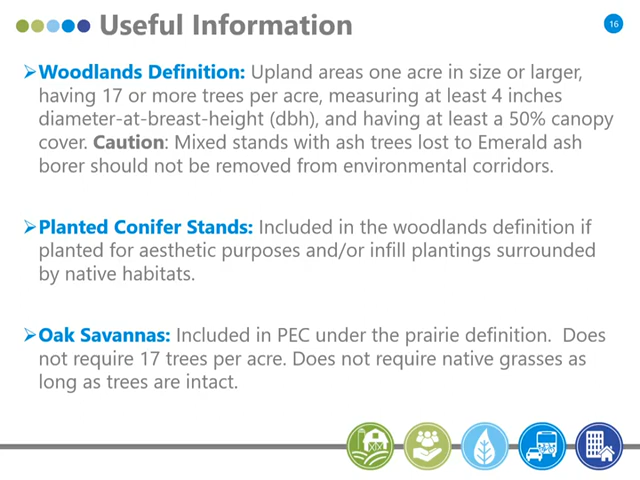 Useful Information
16
➢Woodlands Definition: Upland areas one acre in size or larger,
having 17 or more trees per acre, measuring at least 4 inches
diameter-at-breast-height (dbh), and having at least a 50% canopy
cover. Caution: Mixed stands with ash trees lost to Emerald ash
borer should not be removed from environmental corridors.
➢Planted Conifer Stands: Included in the woodlands definition if
planted for aesthetic purposes and/or infill plantings surrounded
by native habitats.
➢Oak Savannas: Included in PEC under the prairie definition.  Does
not require 17 trees per acre. Does not require native grasses as
long as trees are intact.